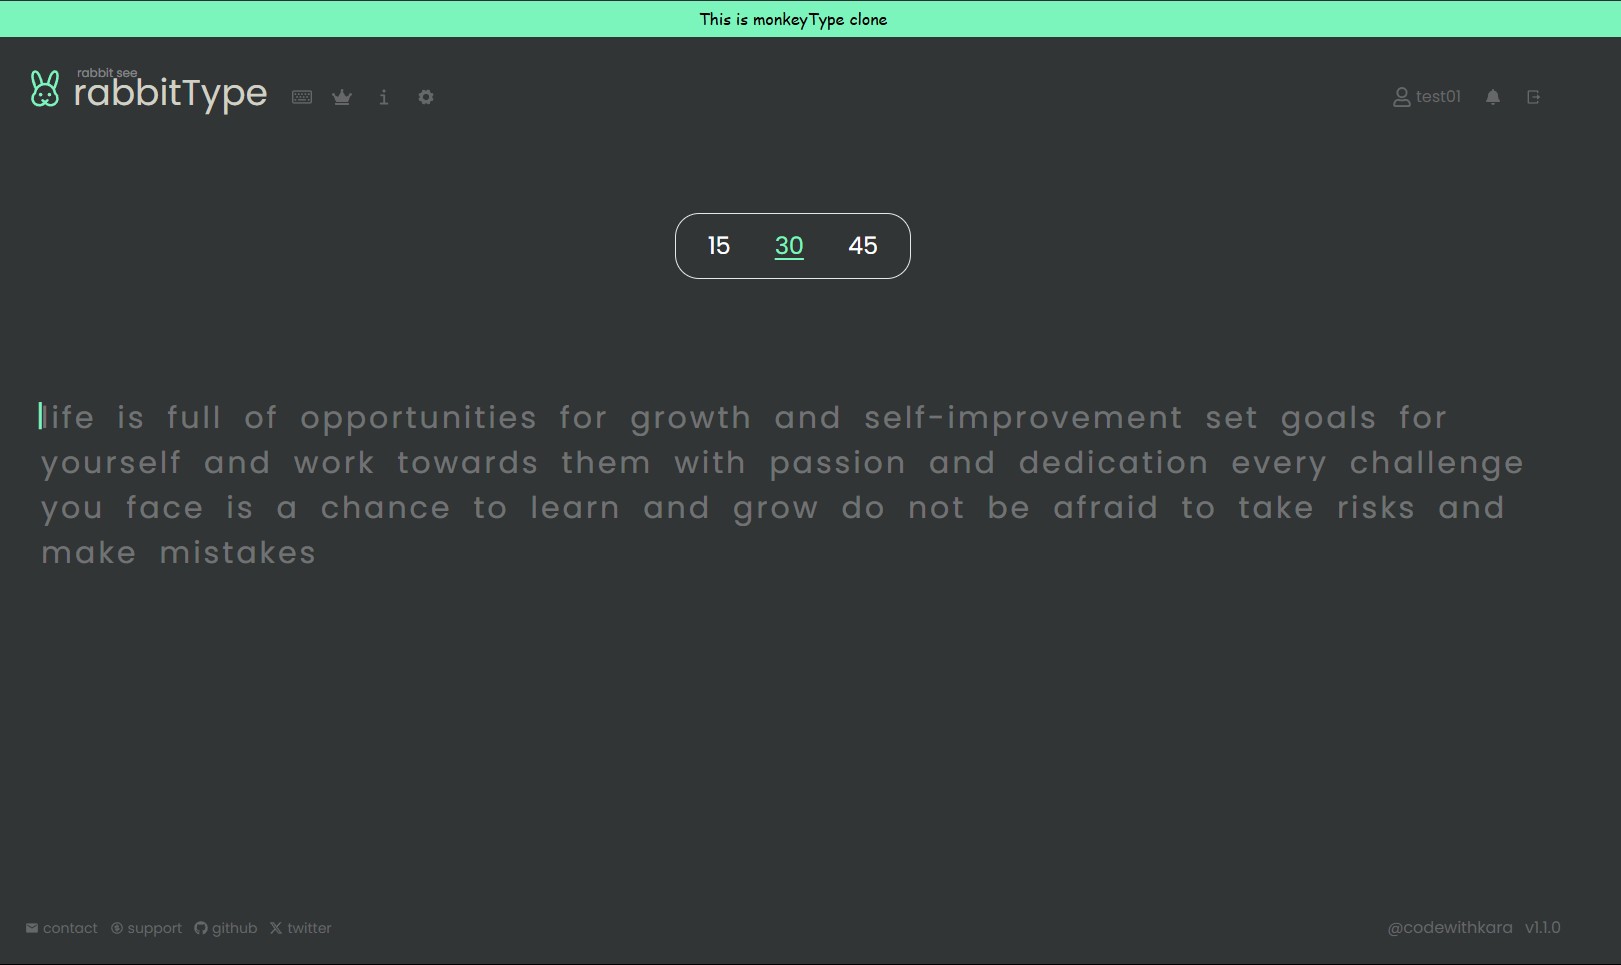 This is monkeyType clone
rabbit see
rabbitType
test01
15 30 45
life is full of opportunities for growth and self-improvement set goals for
yourself and work towards them with passion and dedication every challenge
you face is a chance to learn and grow do not be afraid to take risks and
make mistakes
contact support github twitter
@codewithkara v1.1.0